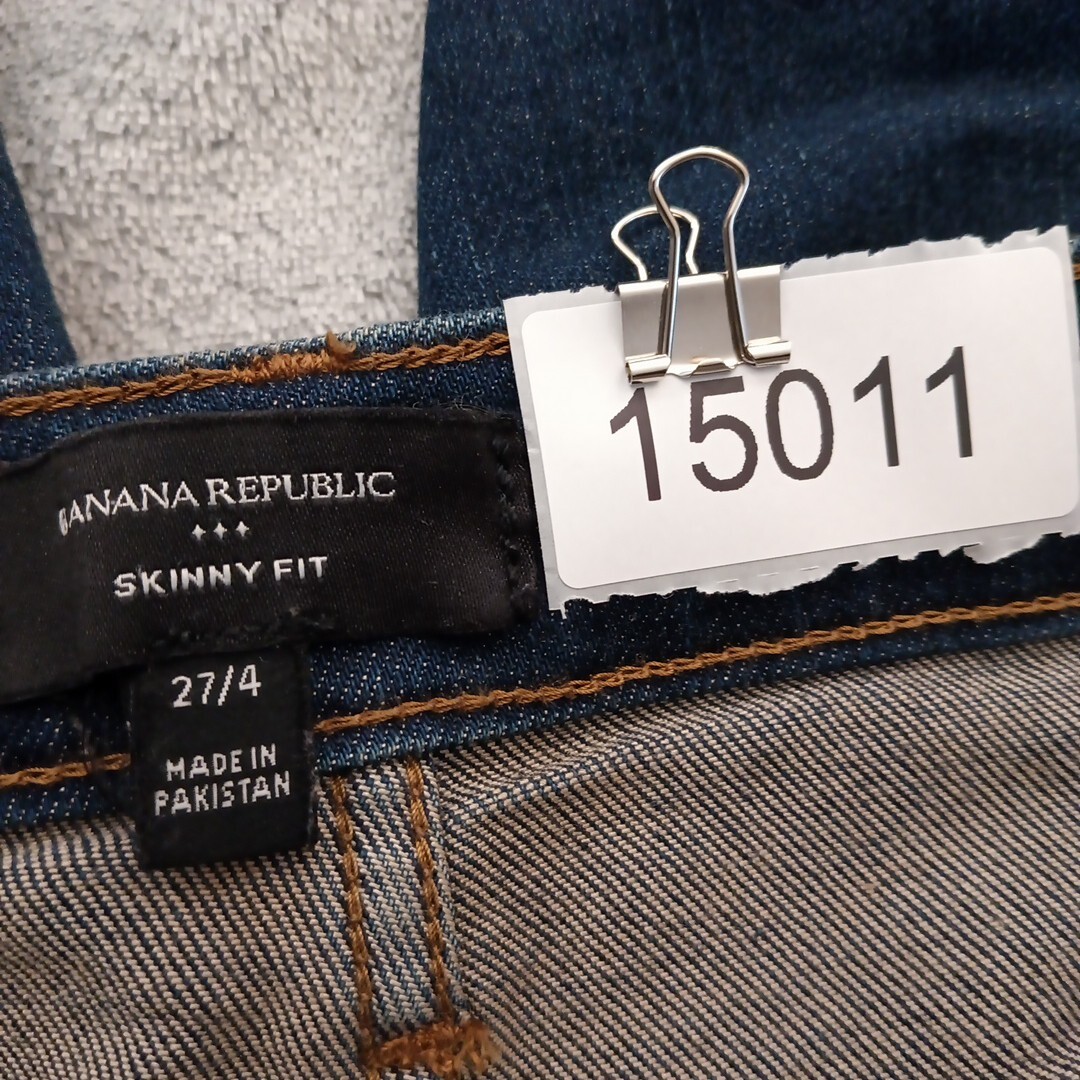 BANANA REPUBLIC
SKINNY FIT
27/4
MADE IN
PAKISTAN
15011